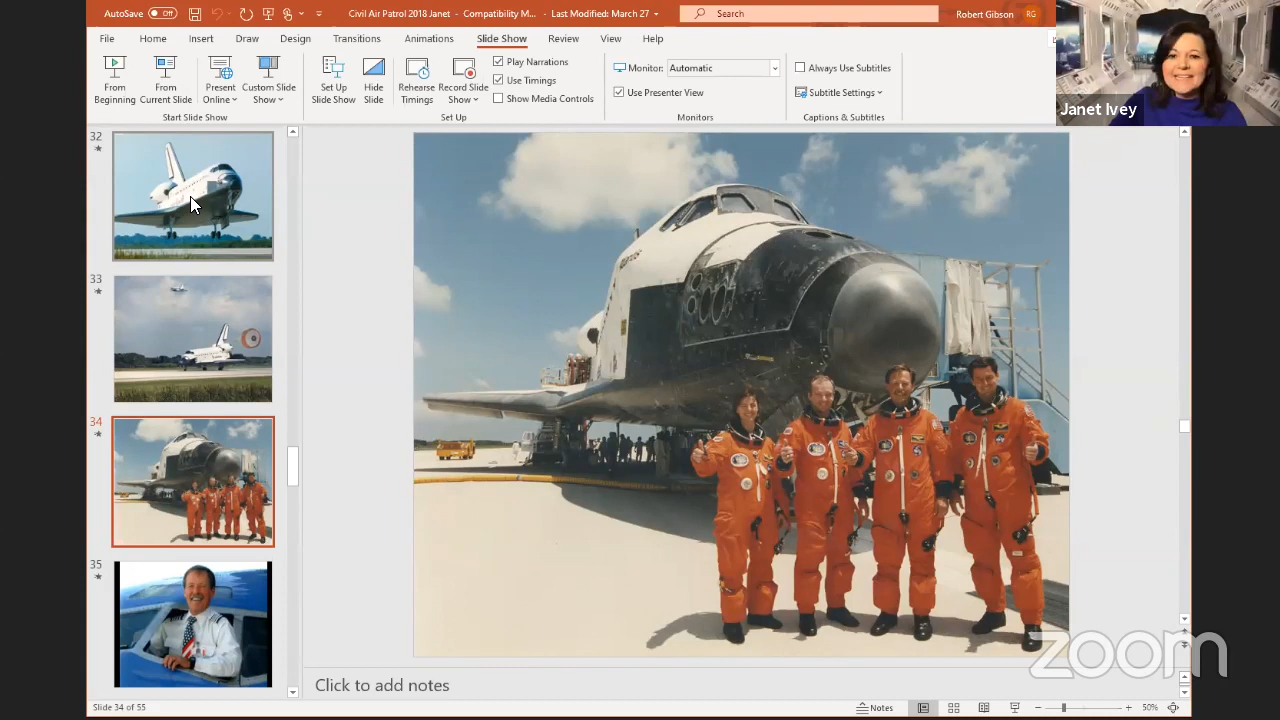 AutoSave Off
Civil Air Patrol 2018 Janet - Compatibility M... - Last Modified: March 27
Search
Robert Gibson RG
File Home Insert Draw Design Transitions Animations Slide Show Review View Help
From Beginning
From Current Slide
Present Online
Custom Slide Show
Start Slide Show
Set Up Slide Show
Hide Slide
Rehearse Timings
Record Slide Show
Play Narrations
Use Timings
Show Media Controls
Set Up
Monitor: Automatic
Use Presenter View
Monitors
Always Use Subtitles
Subtitle Settings
Captions & Subtitles
Janet Ivey
32
33
34
35
zoom
Click to add notes
Slide 34 of 55
Notes
50%